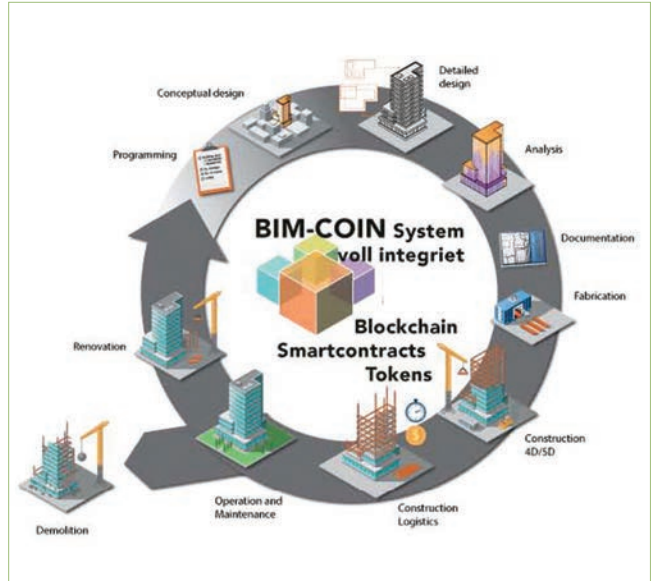 Conceptual design
Detailed
design
Programming
Analysis
BIM-COIN System
voll integriet
Documentation
Fabrication
Blockchain
Smartcontracts
Tokens
Renovation
Construction
4D/5D
Operation and
Maintenance
Construction
Logistics
Demolition